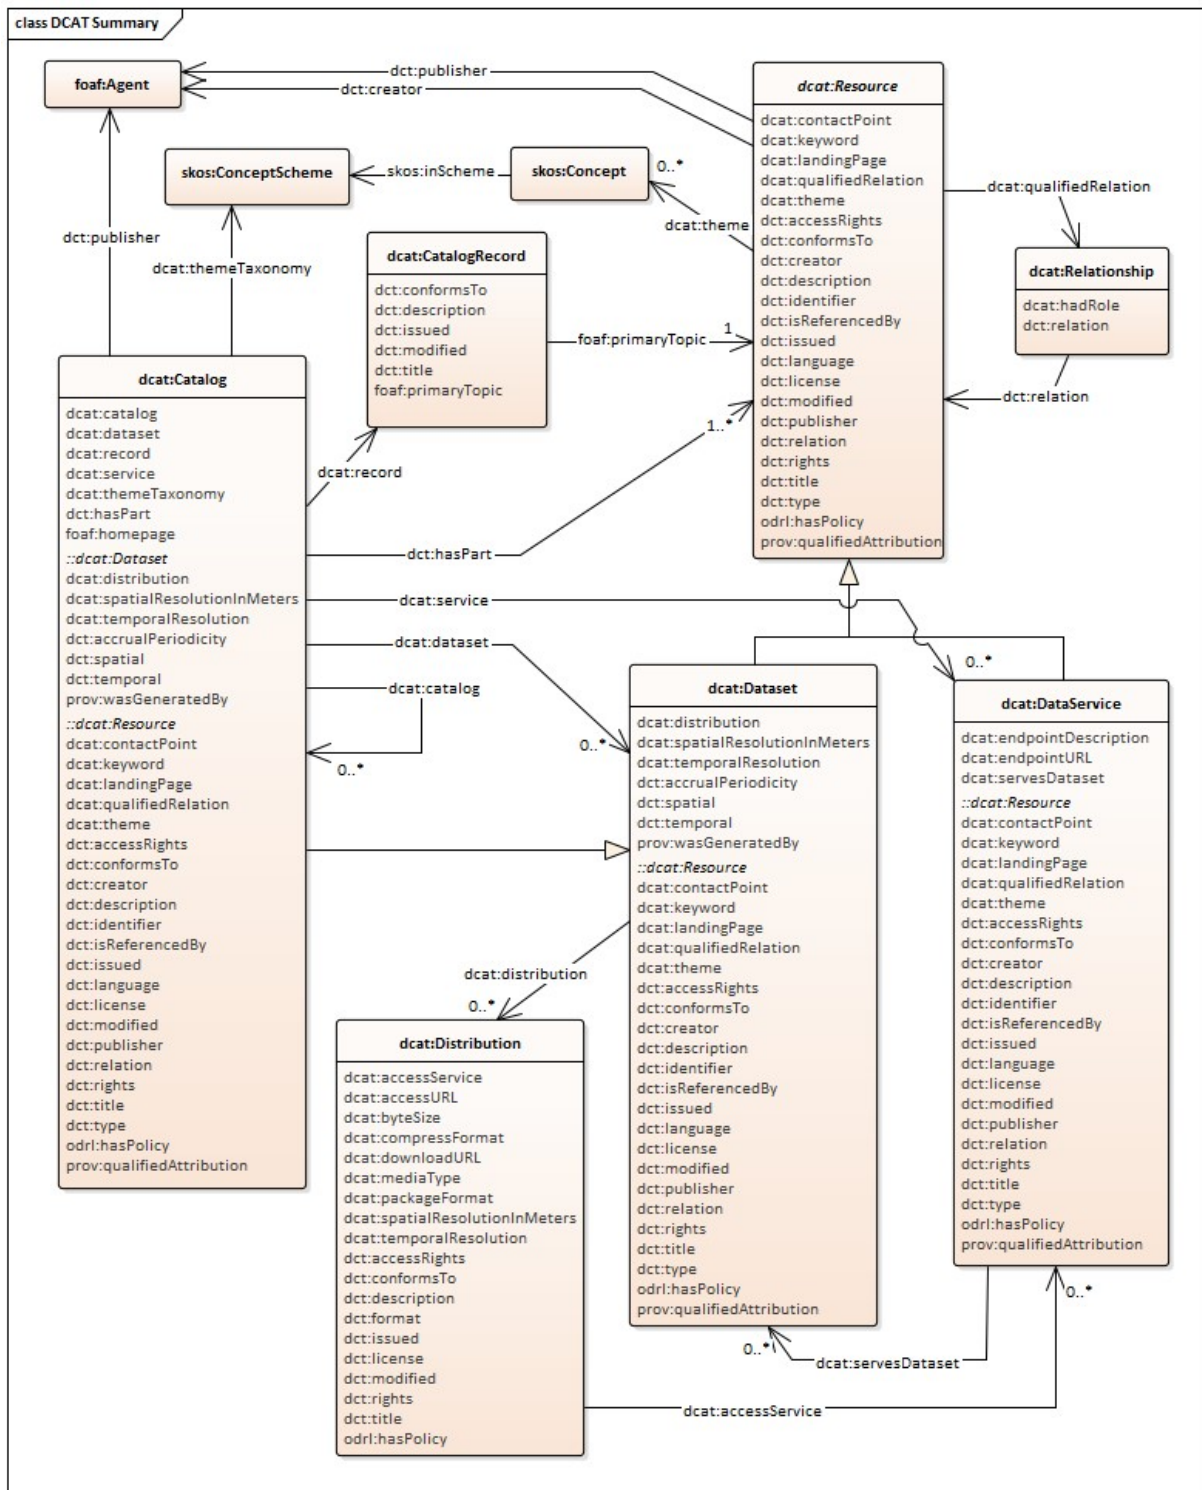 class DCAT Summary
foaf:Agent
dct:publisher
dct:creator
dcat:Resource
dcat:contactPoint
dcat:keyword
dcat:landingPage
dcat:qualifiedRelation
dcat:theme
dct:accessRights
dct:conformsTo
dct:creator
dct:description
dct:identifier
dct:isReferencedBy
dct:issued
dct:language
dct:license
dct:modified
dct:publisher
dct:relation
dct:rights
dct:title
dct:type
odrl:hasPolicy
prov:qualifiedAttribution
skos:ConceptScheme
skos:inScheme
skos:Concept
0..*
dcat:theme
dcat:qualifiedRelation
dcat:Relationship
dcat:hadRole
dct:relation
dct:relation
dct:publisher
dcat:themeTaxonomy
dcat:CatalogRecord
dct:conformsTo
dct:description
dct:issued
dct:modified
dct:title
foaf:primaryTopic
foaf:primaryTopic
1
dcat:Catalog
dcat:catalog
dcat:dataset
dcat:record
dcat:service
dcat:themeTaxonomy
dct:hasPart
foaf:homepage
::dcat:Dataset
dcat:distribution
dcat:spatialResolutionInMeters
dcat:temporalResolution
dct:accrualPeriodicity
dct:spatial
dct:temporal
prov:wasGeneratedBy
::dcat:Resource
dcat:contactPoint
dcat:keyword
dcat:landingPage
dcat:qualifiedRelation
dcat:theme
dct:accessRights
dct:conformsTo
dct:creator
dct:description
dct:identifier
dct:isReferencedBy
dct:issued
dct:language
dct:license
dct:modified
dct:publisher
dct:relation
dct:rights
dct:title
dct:type
odrl:hasPolicy
prov:qualifiedAttribution
dcat:record
1..*
dct:hasPart
dcat:service
0..*
dcat:dataset
0..*
dcat:catalog
0..*
dcat:Dataset
dcat:distribution
dcat:spatialResolutionInMeters
dcat:temporalResolution
dct:accrualPeriodicity
dct:spatial
dct:temporal
prov:wasGeneratedBy
::dcat:Resource
dcat:contactPoint
dcat:keyword
dcat:landingPage
dcat:qualifiedRelation
dcat:theme
dct:accessRights
dct:conformsTo
dct:creator
dct:description
dct:identifier
dct:isReferencedBy
dct:issued
dct:language
dct:license
dct:modified
dct:publisher
dct:relation
dct:rights
dct:title
dct:type
odrl:hasPolicy
prov:qualifiedAttribution
dcat:DataService
dcat:endpointDescription
dcat:endpointURL
dcat:servesDataset
::dcat:Resource
dcat:contactPoint
dcat:keyword
dcat:landingPage
dcat:qualifiedRelation
dcat:theme
dct:accessRights
dct:conformsTo
dct:creator
dct:description
dct:identifier
dct:isReferencedBy
dct:issued
dct:language
dct:license
dct:modified
dct:publisher
dct:relation
dct:rights
dct:title
dct:type
odrl:hasPolicy
prov:qualifiedAttribution
dcat:distribution
0..*
dcat:Distribution
dcat:accessService
dcat:accessURL
dcat:byteSize
dcat:compressFormat
dcat:downloadURL
dcat:mediaType
dcat:packageFormat
dcat:spatialResolutionInMeters
dcat:temporalResolution
dct:accessRights
dct:conformsTo
dct:description
dct:format
dct:issued
dct:license
dct:modified
dct:rights
dct:title
odrl:hasPolicy
0..*
0..*
dcat:servesDataset
dcat:accessService